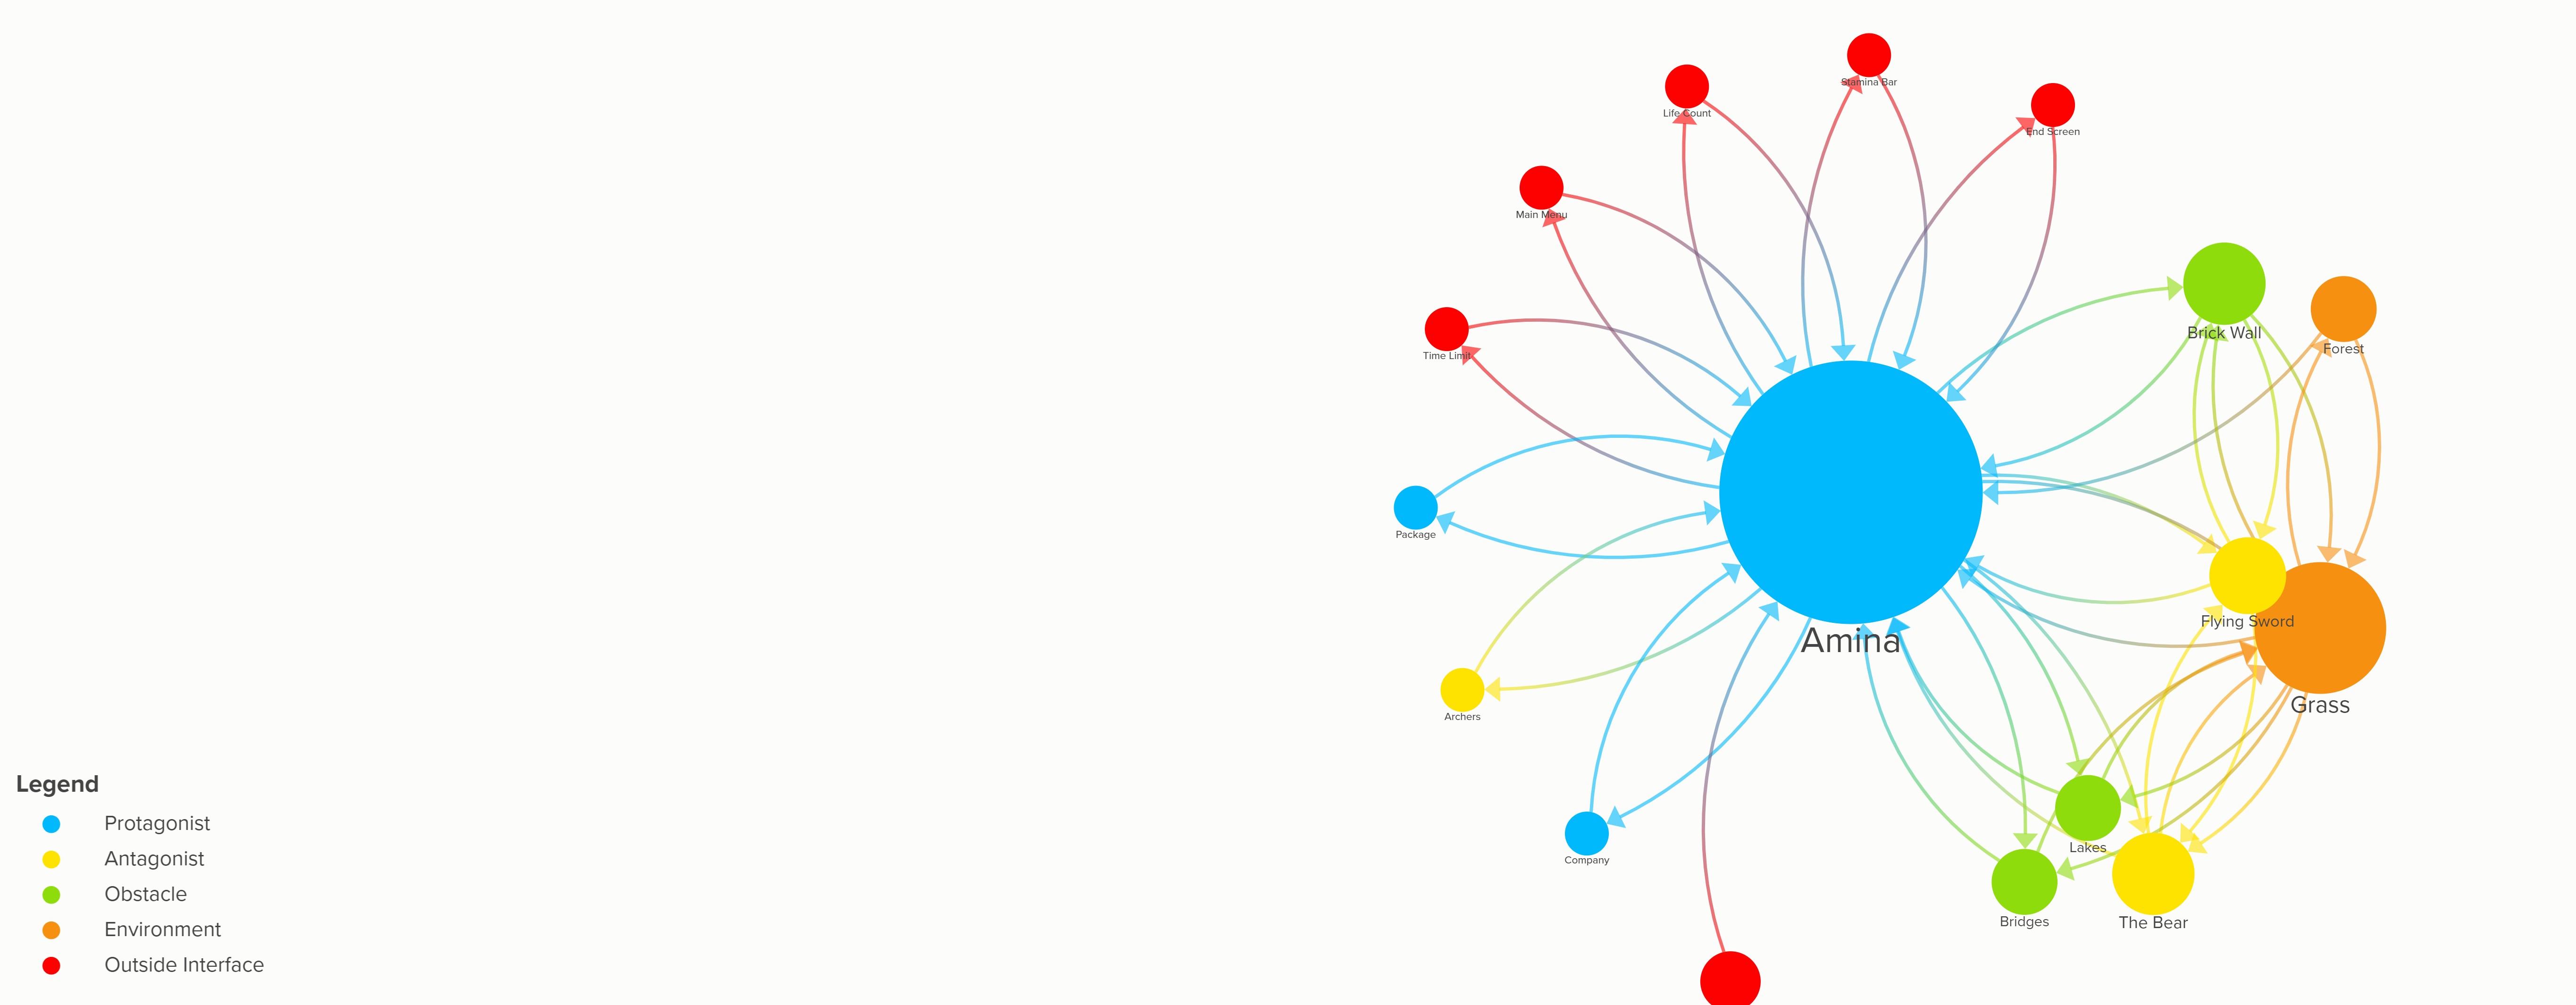 Stamina Bar
Life Count
End Screen
Main Menu
Brick Wall
Forest
Time Limit
Package
Flying Sword
Amina
Grass
Archers
Lakes
Company
Bridges
The Bear
Legend
Protagonist
Antagonist
Obstacle
Environment
Outside Interface